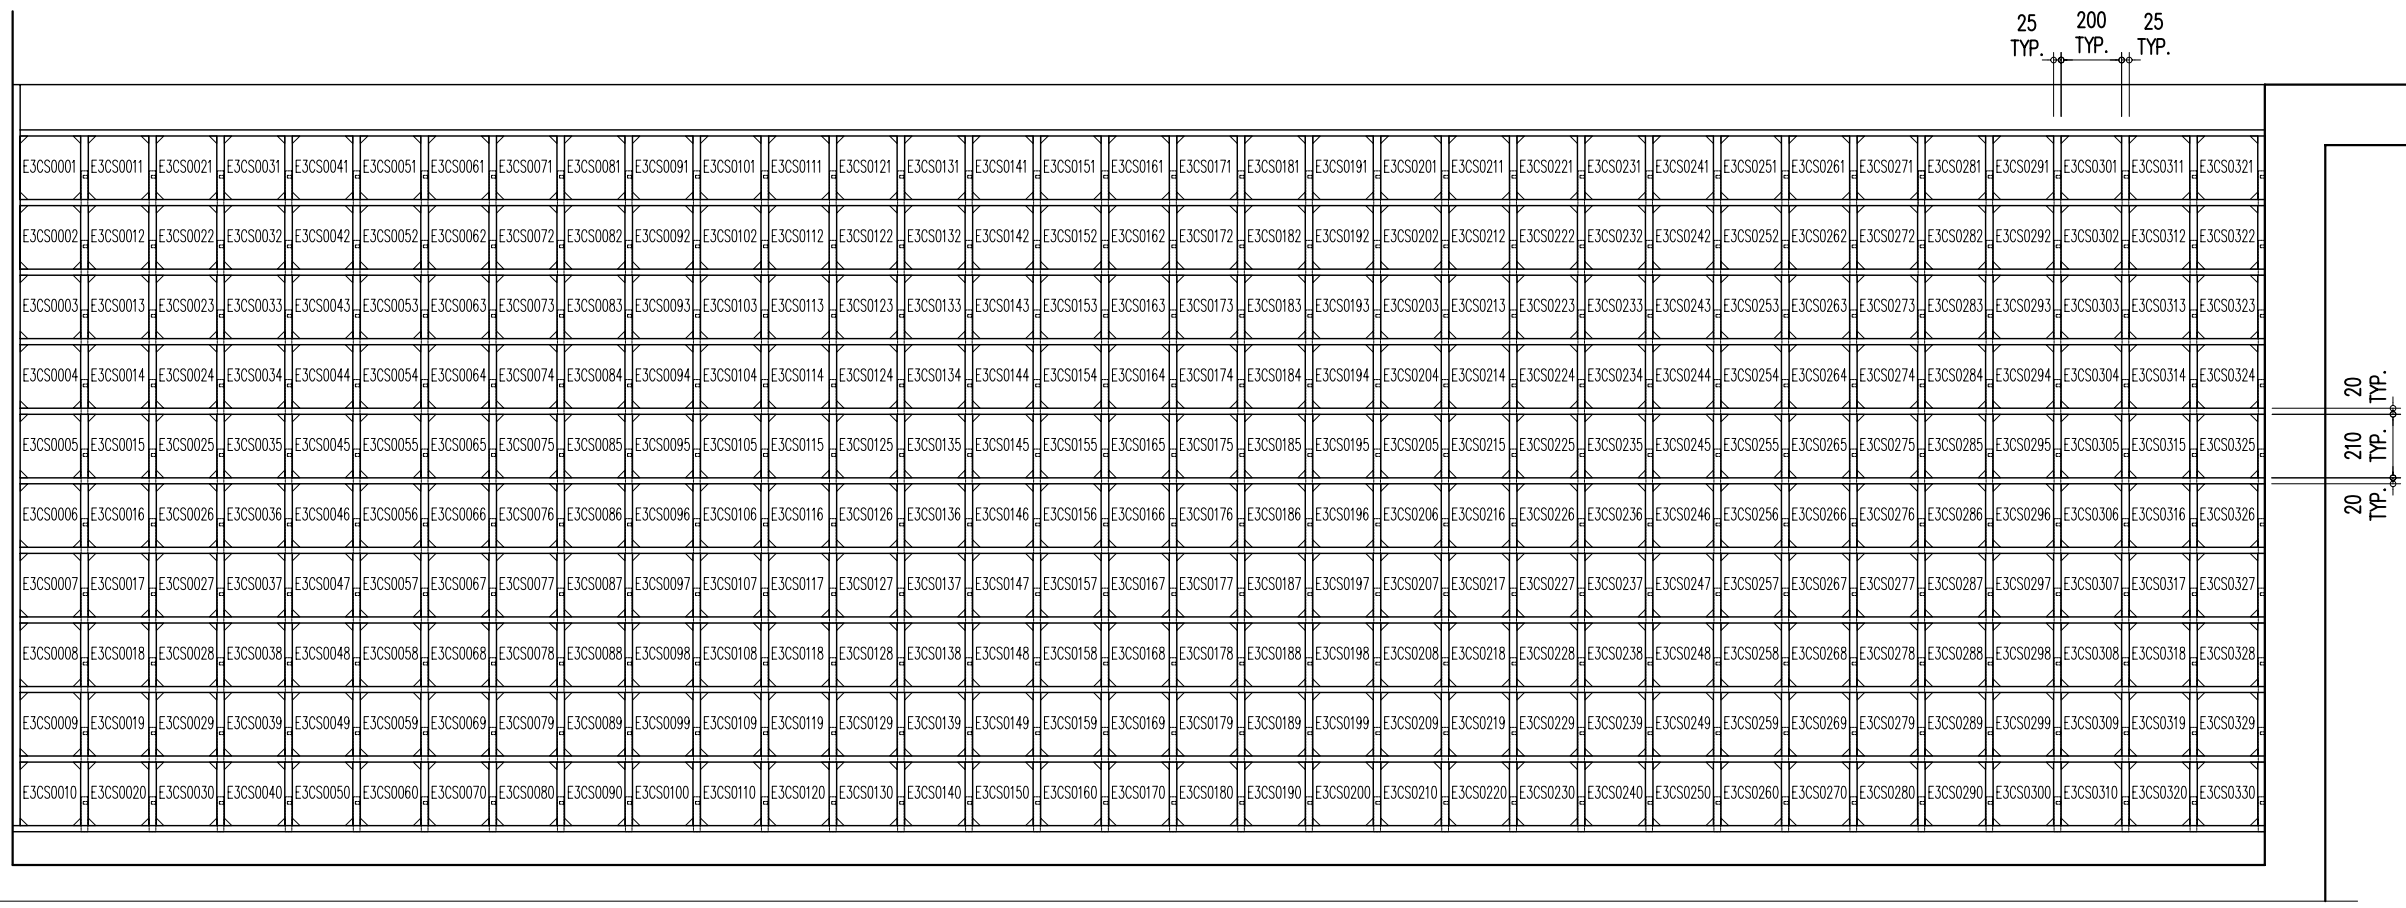 25 200 25
TYP. TYP. TYP.
E3CS0001 E3CS0011 E3CS0021 E3CS0031 E3CS0041 E3CS0051 E3CS0061 E3CS0071 E3CS0081 E3CS0091 E3CS0101 E3CS0111 E3CS0121 E3CS0131 E3CS0141 E3CS0151 E3CS0161 E3CS0171 E3CS0181 E3CS0191 E3CS0201 E3CS0211 E3CS0221 E3CS0231 E3CS0241 E3CS0251 E3CS0261 E3CS0271 E3CS0281 E3CS0291 E3CS0301 E3CS0311 E3CS0321
E3CS0002 E3CS0012 E3CS0022 E3CS0032 E3CS0042 E3CS0052 E3CS0062 E3CS0072 E3CS0082 E3CS0092 E3CS0102 E3CS0112 E3CS0122 E3CS0132 E3CS0142 E3CS0152 E3CS0162 E3CS0172 E3CS0182 E3CS0192 E3CS0202 E3CS0212 E3CS0222 E3CS0232 E3CS0242 E3CS0252 E3CS0262 E3CS0272 E3CS0282 E3CS0292 E3CS0302 E3CS0312 E3CS0322
E3CS0003 E3CS0013 E3CS0023 E3CS0033 E3CS0043 E3CS0053 E3CS0063 E3CS0073 E3CS0083 E3CS0093 E3CS0103 E3CS0113 E3CS0123 E3CS0133 E3CS0143 E3CS0153 E3CS0163 E3CS0173 E3CS0183 E3CS0193 E3CS0203 E3CS0213 E3CS0223 E3CS0233 E3CS0243 E3CS0253 E3CS0263 E3CS0273 E3CS0283 E3CS0293 E3CS0303 E3CS0313 E3CS0323
E3CS0004 E3CS0014 E3CS0024 E3CS0034 E3CS0044 E3CS0054 E3CS0064 E3CS0074 E3CS0084 E3CS0094 E3CS0104 E3CS0114 E3CS0124 E3CS0134 E3CS0144 E3CS0154 E3CS0164 E3CS0174 E3CS0184 E3CS0194 E3CS0204 E3CS0214 E3CS0224 E3CS0234 E3CS0244 E3CS0254 E3CS0264 E3CS0274 E3CS0284 E3CS0294 E3CS0304 E3CS0314 E3CS0324
20
TYP.
E3CS0005 E3CS0015 E3CS0025 E3CS0035 E3CS0045 E3CS0055 E3CS0065 E3CS0075 E3CS0085 E3CS0095 E3CS0105 E3CS0115 E3CS0125 E3CS0135 E3CS0145 E3CS0155 E3CS0165 E3CS0175 E3CS0185 E3CS0195 E3CS0205 E3CS0215 E3CS0225 E3CS0235 E3CS0245 E3CS0255 E3CS0265 E3CS0275 E3CS0285 E3CS0295 E3CS0305 E3CS0315 E3CS0325
210
TYP.
E3CS0006 E3CS0016 E3CS0026 E3CS0036 E3CS0046 E3CS0056 E3CS0066 E3CS0076 E3CS0086 E3CS0096 E3CS0106 E3CS0116 E3CS0126 E3CS0136 E3CS0146 E3CS0156 E3CS0166 E3CS0176 E3CS0186 E3CS0196 E3CS0206 E3CS0216 E3CS0226 E3CS0236 E3CS0246 E3CS0256 E3CS0266 E3CS0276 E3CS0286 E3CS0296 E3CS0306 E3CS0316 E3CS0326
20
TYP.
E3CS0007 E3CS0017 E3CS0027 E3CS0037 E3CS0047 E3CS0057 E3CS0067 E3CS0077 E3CS0087 E3CS0097 E3CS0107 E3CS0117 E3CS0127 E3CS0137 E3CS0147 E3CS0157 E3CS0167 E3CS0177 E3CS0187 E3CS0197 E3CS0207 E3CS0217 E3CS0227 E3CS0237 E3CS0247 E3CS0257 E3CS0267 E3CS0277 E3CS0287 E3CS0297 E3CS0307 E3CS0317 E3CS0327
E3CS0008 E3CS0018 E3CS0028 E3CS0038 E3CS0048 E3CS0058 E3CS0068 E3CS0078 E3CS0088 E3CS0098 E3CS0108 E3CS0118 E3CS0128 E3CS0138 E3CS0148 E3CS0158 E3CS0168 E3CS0178 E3CS0188 E3CS0198 E3CS0208 E3CS0218 E3CS0228 E3CS0238 E3CS0248 E3CS0258 E3CS0268 E3CS0278 E3CS0288 E3CS0298 E3CS0308 E3CS0318 E3CS0328
E3CS0009 E3CS0019 E3CS0029 E3CS0039 E3CS0049 E3CS0059 E3CS0069 E3CS0079 E3CS0089 E3CS0099 E3CS0109 E3CS0119 E3CS0129 E3CS0139 E3CS0149 E3CS0159 E3CS0169 E3CS0179 E3CS0189 E3CS0199 E3CS0209 E3CS0219 E3CS0229 E3CS0239 E3CS0249 E3CS0259 E3CS0269 E3CS0279 E3CS0289 E3CS0299 E3CS0309 E3CS0319 E3CS0329
E3CS0010 E3CS0020 E3CS0030 E3CS0040 E3CS0050 E3CS0060 E3CS0070 E3CS0080 E3CS0090 E3CS0100 E3CS0110 E3CS0120 E3CS0130 E3CS0140 E3CS0150 E3CS0160 E3CS0170 E3CS0180 E3CS0190 E3CS0200 E3CS0210 E3CS0220 E3CS0230 E3CS0240 E3CS0250 E3CS0260 E3CS0270 E3CS0280 E3CS0290 E3CS0300 E3CS0310 E3CS0320 E3CS0330